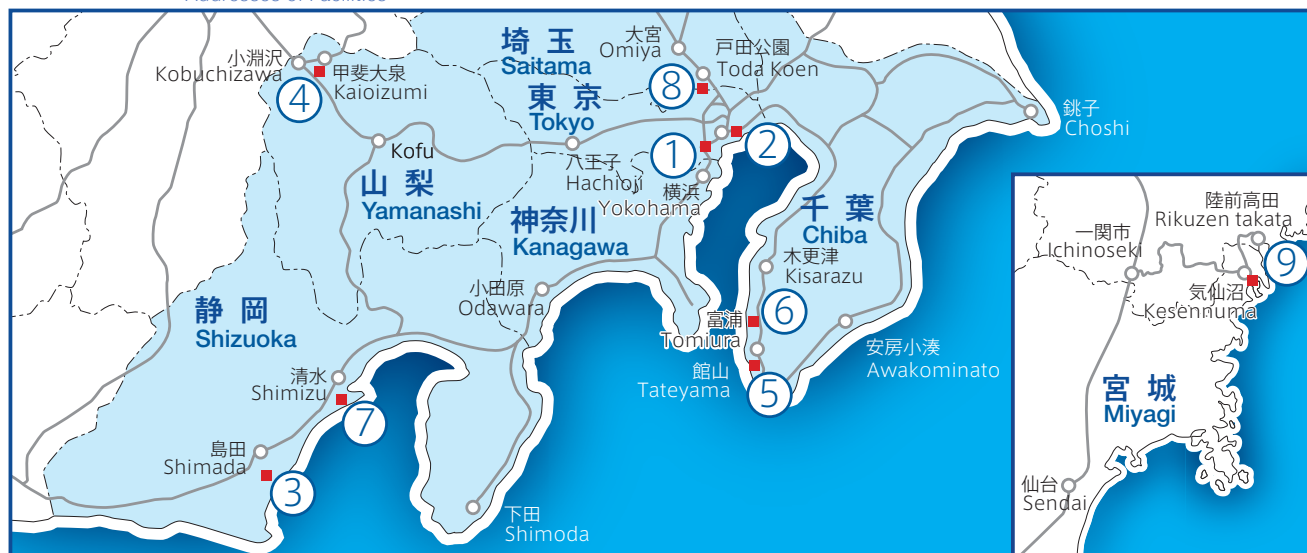 Addresses of Facilities
小淵沢
Kobuchizawa
甲斐大泉
Kaioizumi
④
埼玉
Saitama
大宮
Omiya
戸田公園
Toda Koen
⑧
東京
Tokyo
①
②
銚子
Choshi
Kofu
八王子
Hachioji
山梨
Yamanashi
横浜
Yokohama
神奈川
Kanagawa
千葉
Chiba
木更津
Kisarazu
小田原
Odawara
⑥
富浦
Tomiura
静岡
Shizuoka
館山
Tateyama
⑤
安房小湊
Awakominato
清水
Shimizu
⑦
島田
Shimada
③
下田
Shimoda
陸前高田
Rikuzen takata
一関市
Ichinoseki
⑨
気仙沼
Kesennuma
宮城
Miyagi
仙台
Sendai